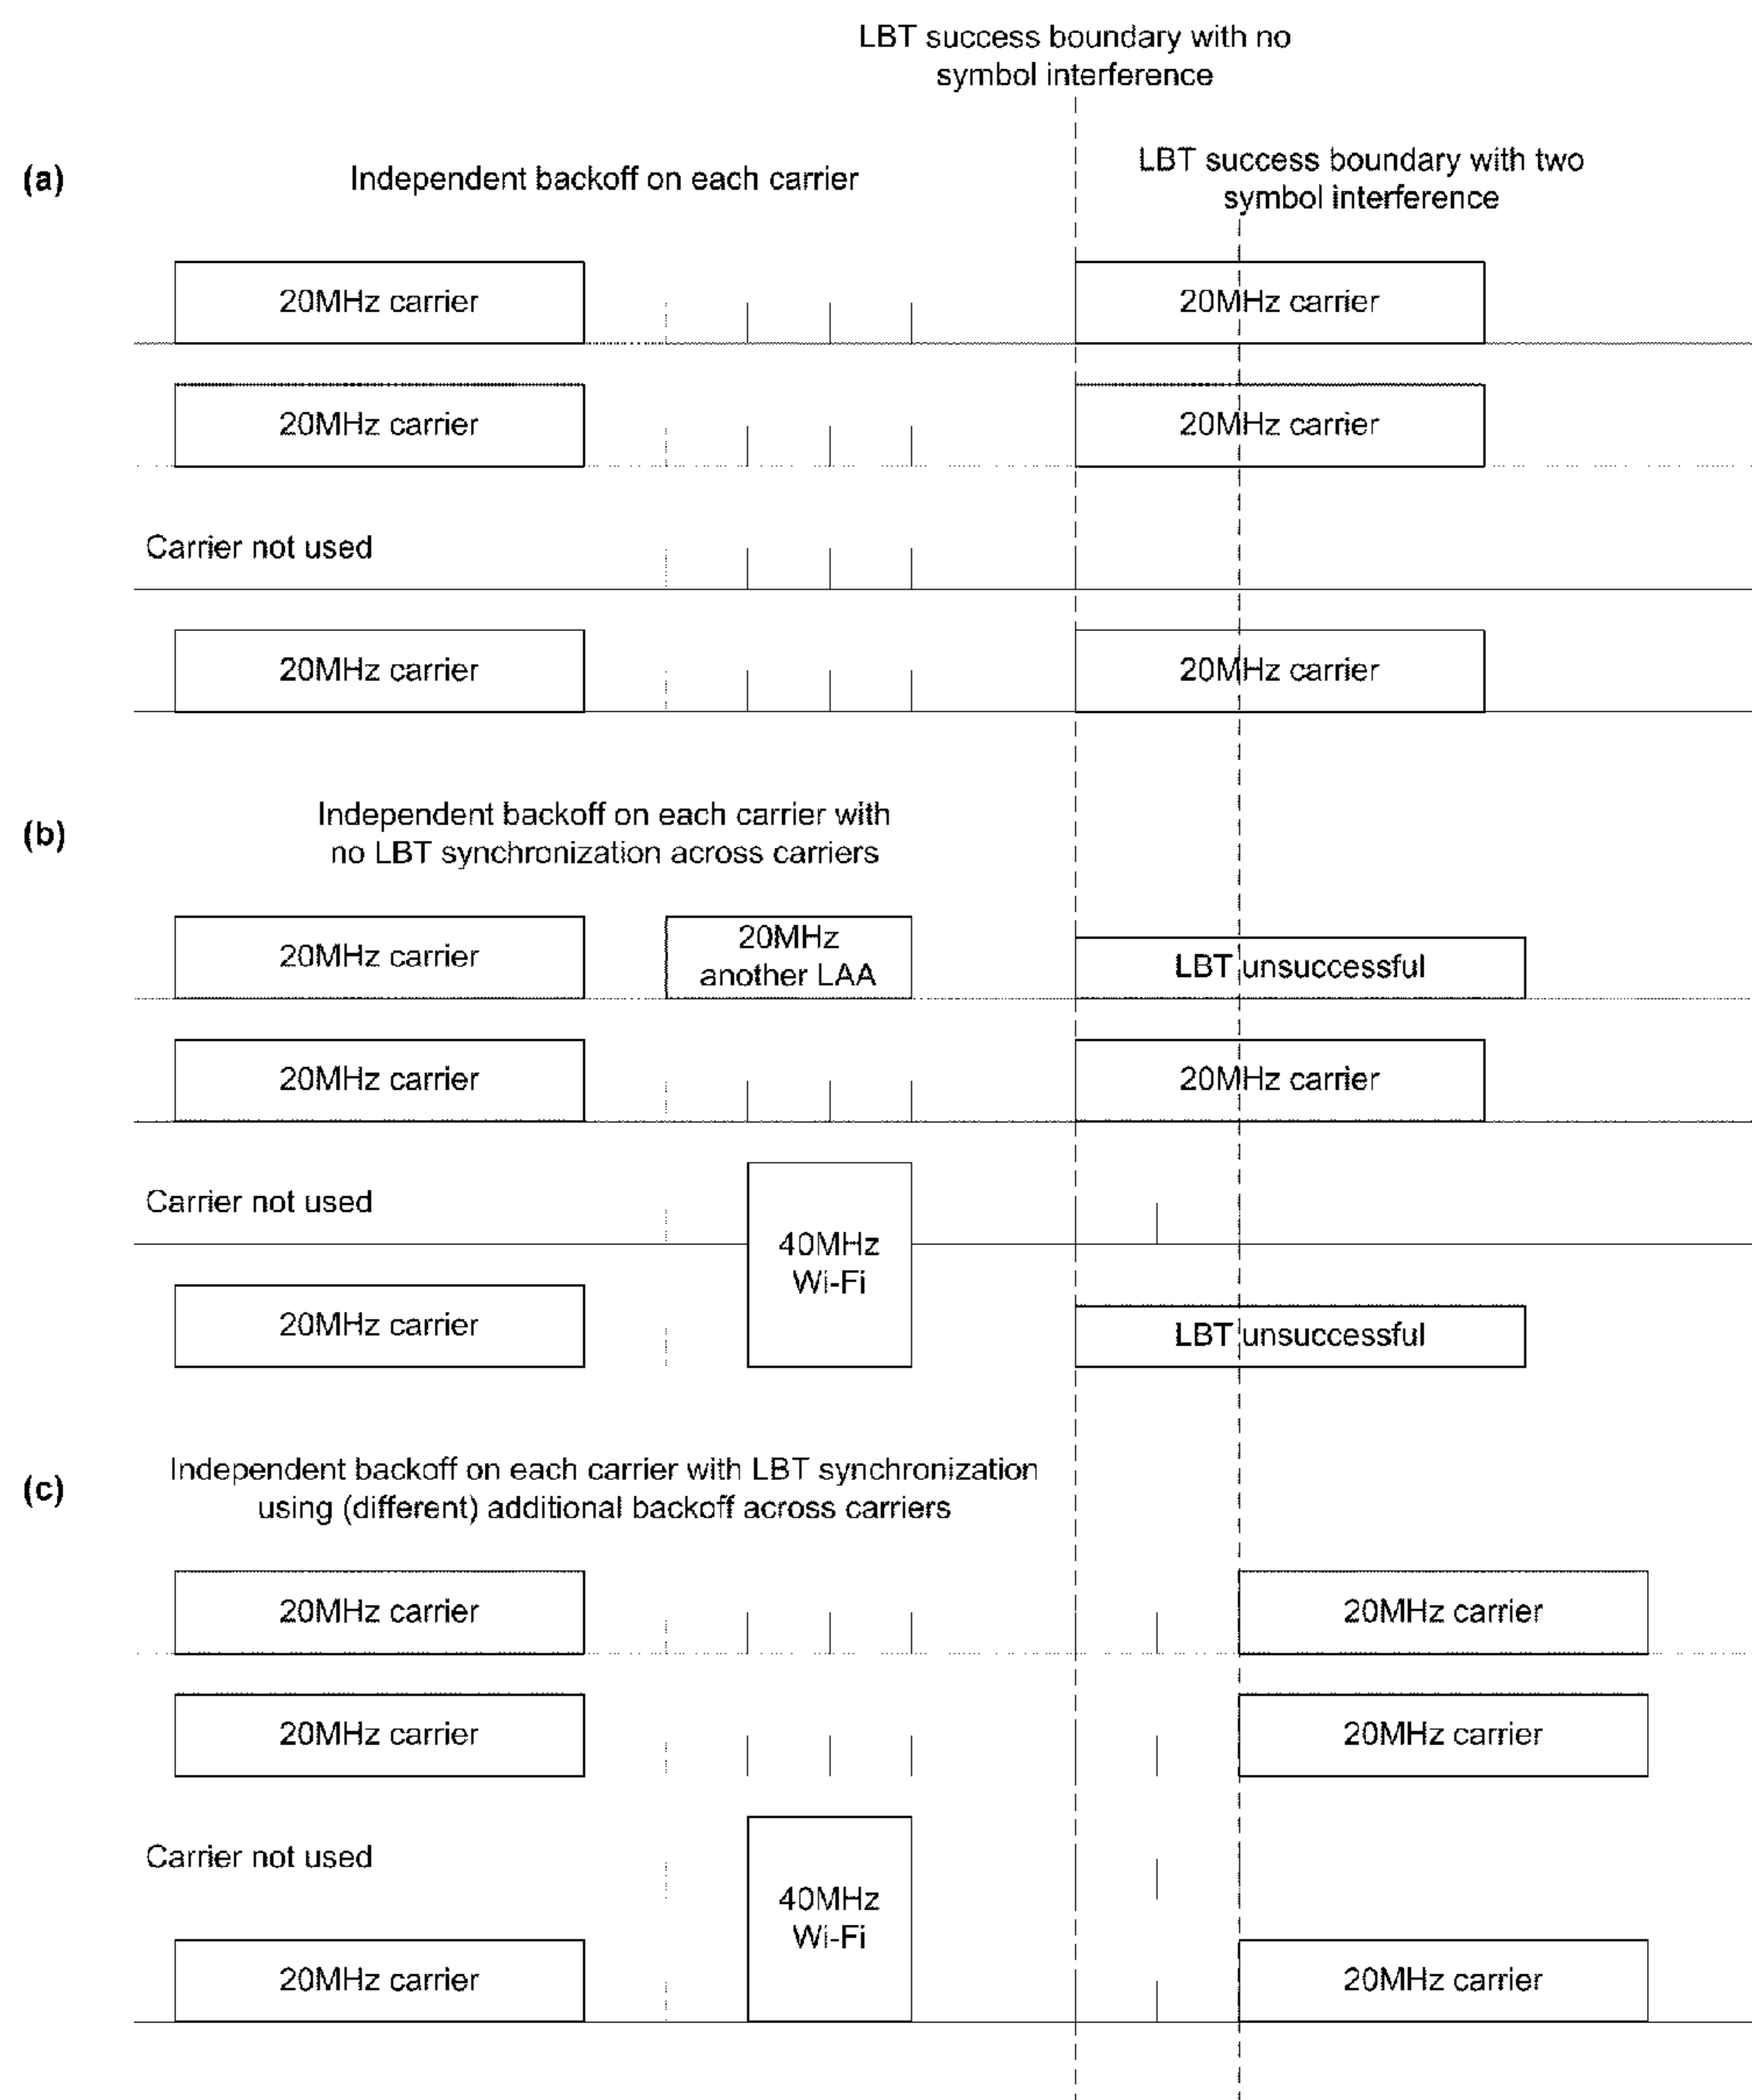 LBT success boundary with no
symbol interference
LBT success boundary with two
symbol interference
(a)
Independent backoff on each carrier
20MHz carrier
20MHz carrier
20MHz carrier
20MHz carrier
Carrier not used
20MHz carrier
20MHz carrier
(b)
Independent backoff on each carrier with
no LBT synchronization across carriers
20MHz carrier
20MHz
another LAA
LBT unsuccessful
20MHz carrier
20MHz carrier
Carrier not used
40MHz
Wi-Fi
20MHz carrier
LBT unsuccessful
(c)
Independent backoff on each carrier with LBT synchronization
using (different) additional backoff across carriers
20MHz carrier
20MHz carrier
20MHz carrier
20MHz carrier
Carrier not used
40MHz
Wi-Fi
20MHz carrier
20MHz carrier